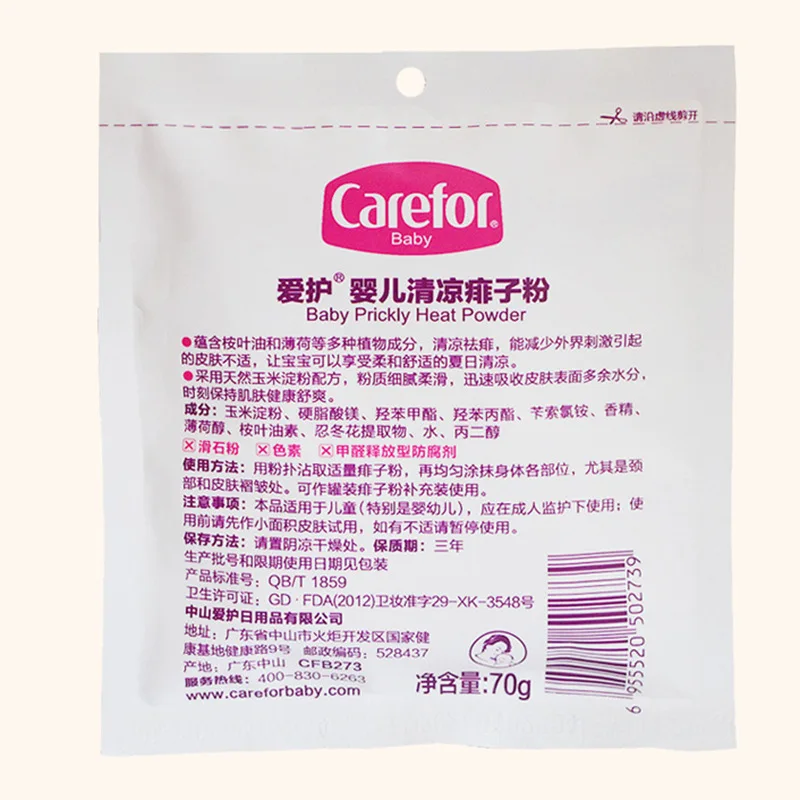 请沿虚线剪开
Carefor®
Baby
爱护®婴儿清凉痱子粉
Baby Prickly Heat Powder
●蕴含桉叶油和薄荷等多种植物成分，清凉祛痱，能减少外界刺激引起
的皮肤不适，让宝宝可以享受柔和舒适的夏日清凉。
●采用天然玉米淀粉配方，粉质细腻柔滑，迅速吸收皮肤表面多余水分，
时刻保持肌肤健康舒爽。
成分：玉米淀粉、硬脂酸镁、羟苯甲酯、羟苯丙酯、苄索氯铵、香精、
薄荷醇、桉叶油素、忍冬花提取物、水、丙二醇
滑石粉 色素 甲醛释放型防腐剂
使用方法：用粉扑沾取适量痱子粉，再均匀涂抹身体各部位，尤其是颈
部和皮肤褶皱处。可作罐装痱子粉补充装使用。
注意事项：本品适用于儿童（特别是婴幼儿），应在成人监护下使用；使
用前请先作小面积皮肤试用，如有不适请暂停使用。
保存方法：请置阴凉干燥处。保质期：三年
生产批号和限期使用日期见包装
产品标准号：QB/T 1859
卫生许可证：GD·FDA(2012)卫妆准字29-XK-3548号
中山爱护日用品有限公司
地址：广东省中山市火炬开发区国家健
康基地健康路9号 邮政编码：528437
产地：广东中山 CFB273
服务热线：400-830-6263
www.careforbaby.com
净含量:70g
6 955520 502739